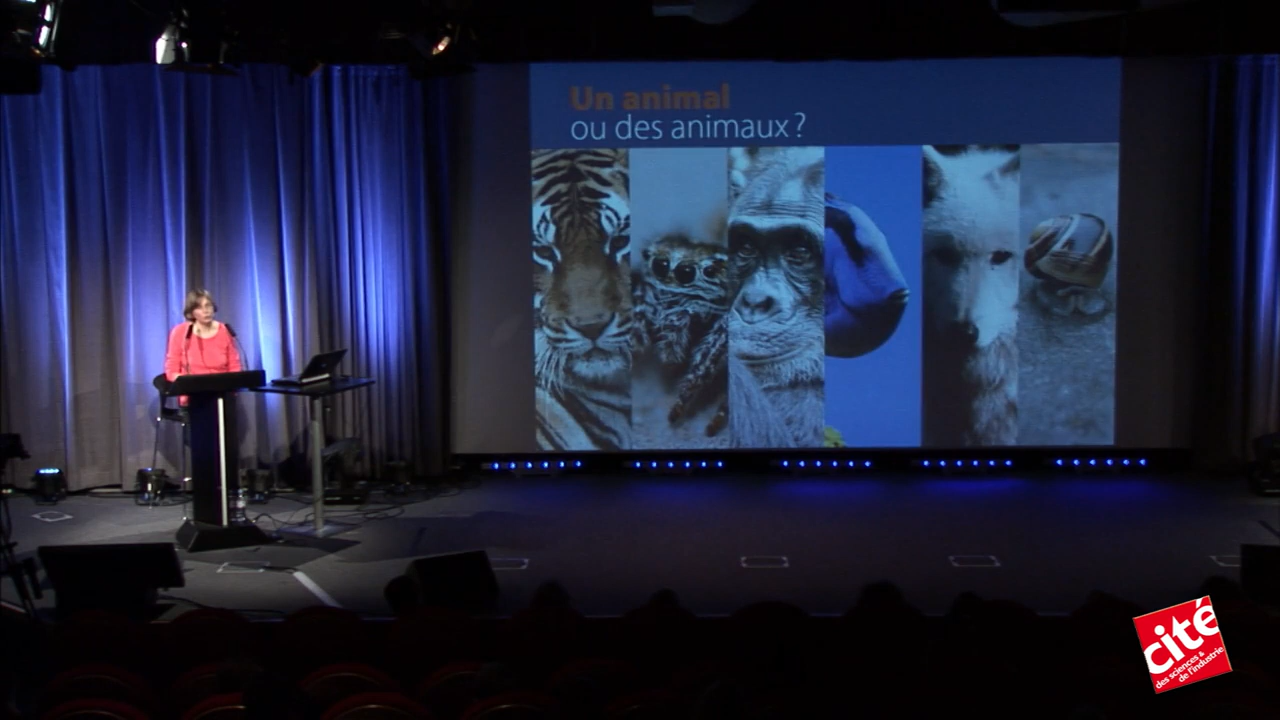 Un animal
ou des animaux ?
cité
des sciences &
de l'industrie